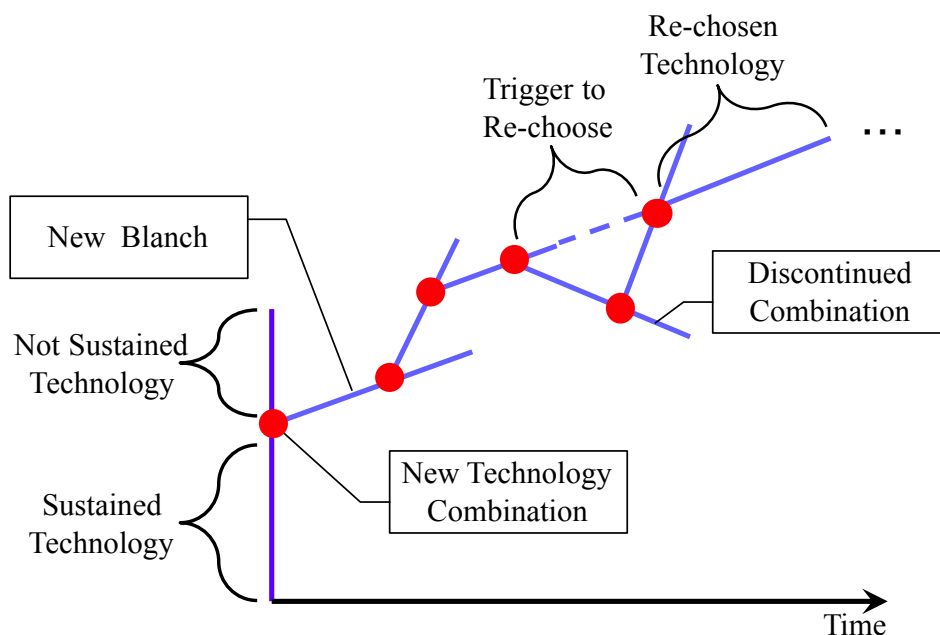 Re-chosen
Technology
Trigger to
Re-choose
...
New Blanch
Discontinued
Combination
Not Sustained
Technology
New Technology
Combination
Sustained
Technology
Time